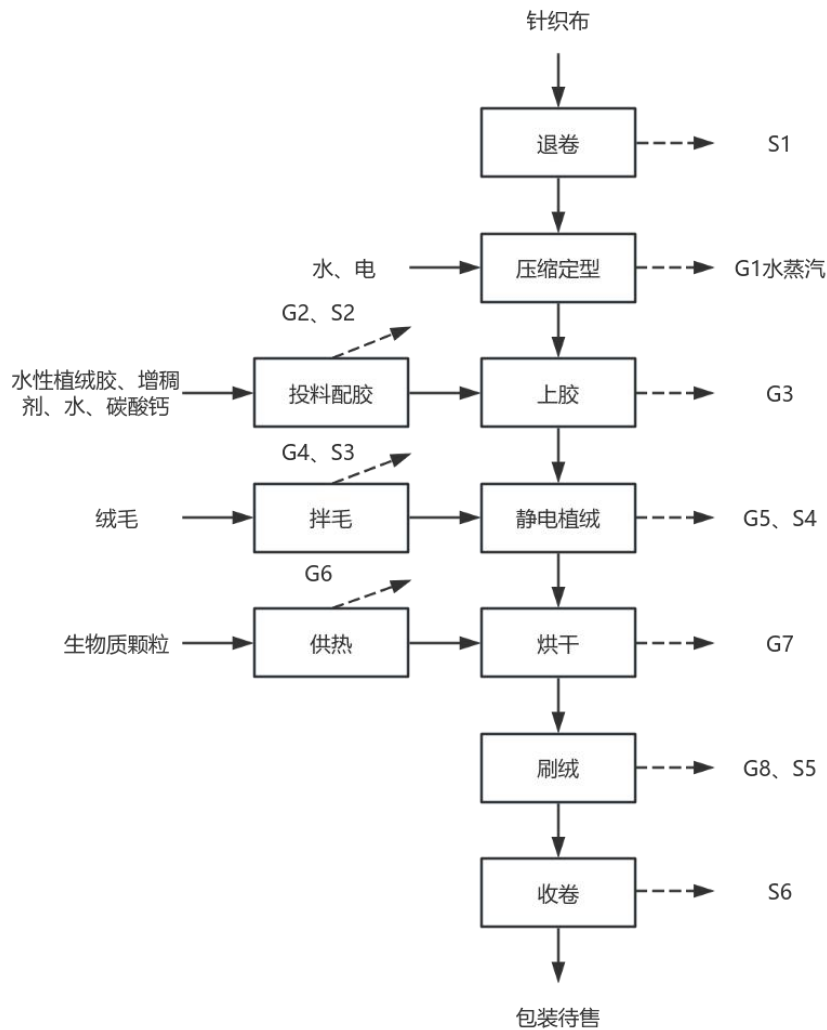 针织布
退卷
S1
水、电
压缩定型
G1水蒸汽
G2、S2
水性植绒胶、增稠
剂、水、碳酸钙
投料配胶
上胶
G3
G4、S3
绒毛
拌毛
静电植绒
G5、S4
G6
生物质颗粒
供热
烘干
G7
刷绒
G8、S5
收卷
S6
包装待售